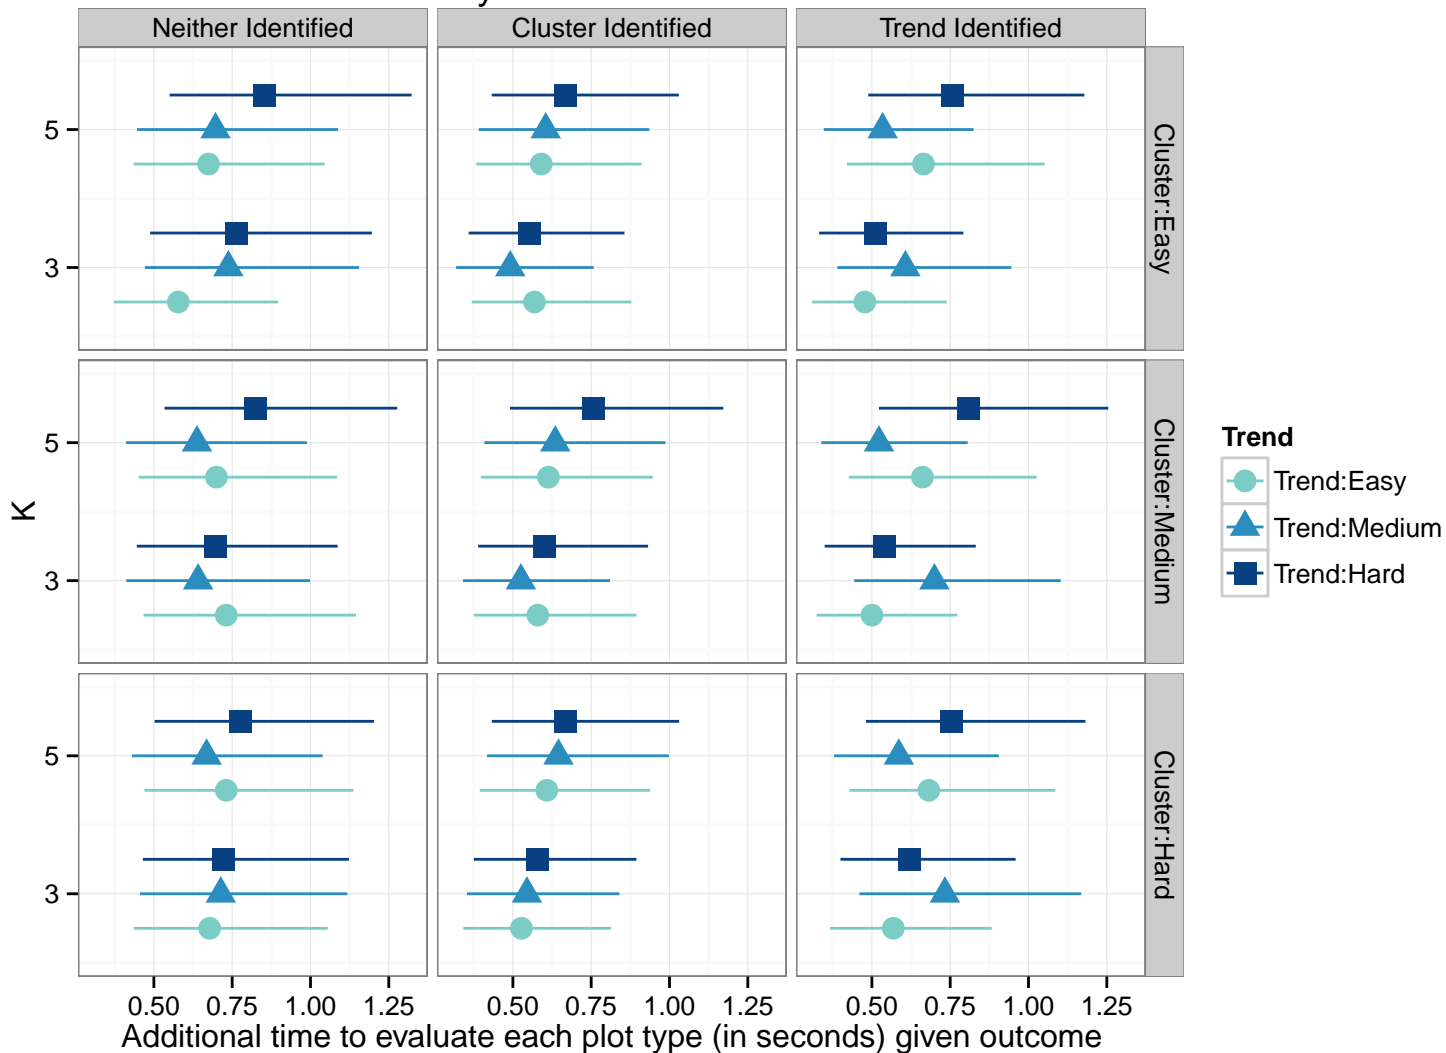 Neither Identified
Cluster Identified
Trend Identified
5
3
Cluster:Easy
5
3
Cluster:Medium
5
3
Cluster:Hard
K
0.50 0.75 1.00 1.25
0.50 0.75 1.00 1.25
0.50 0.75 1.00 1.25
Additional time to evaluate each plot type (in seconds) given outcome
Trend
Trend:Easy
Trend:Medium
Trend:Hard